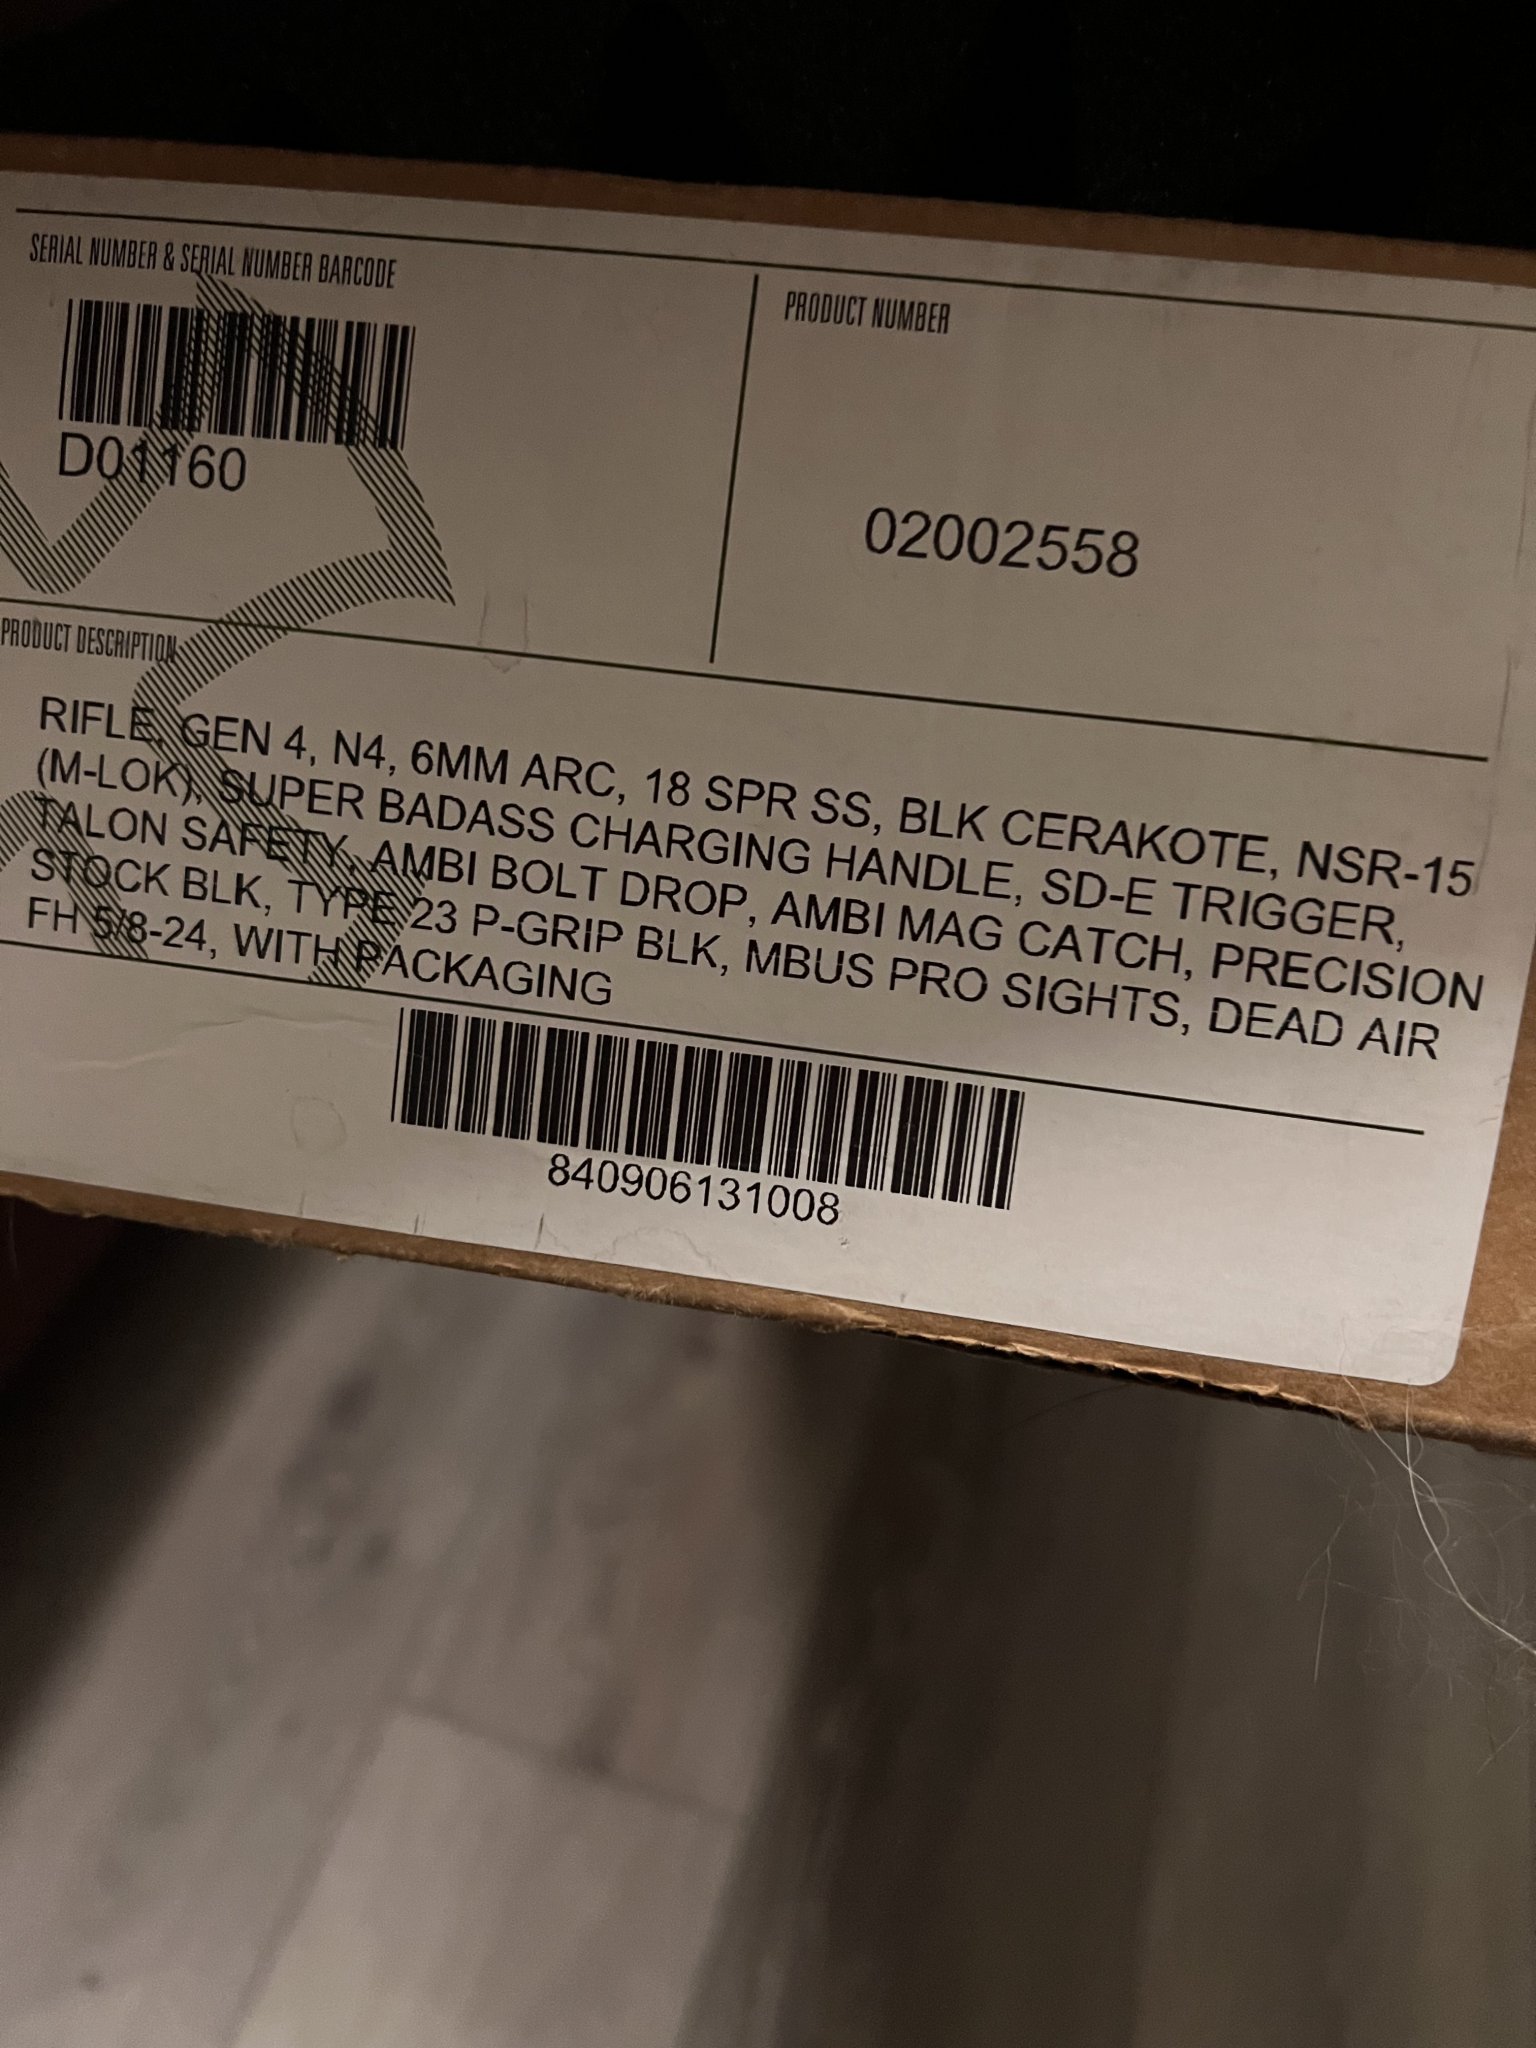 SERIAL NUMBER & SERIAL NUMBER BARCODE
D01160
PRODUCT NUMBER
02002558
PRODUCT DESCRIPTION
RIFLE, GEN 4, N4, 6MM ARC, 18 SPR SS, BLK CERAKOTE, NSR-15
(M-LOK), SUPER BADASS CHARGING HANDLE, SD-E TRIGGER,
TALON SAFETY, AMBI BOLT DROP, AMBI MAG CATCH, PRECISION
STOCK BLK, TYPE 23 P-GRIP BLK, MBUS PRO SIGHTS, DEAD AIR
FH 5/8-24, WITH PACKAGING
840906131008